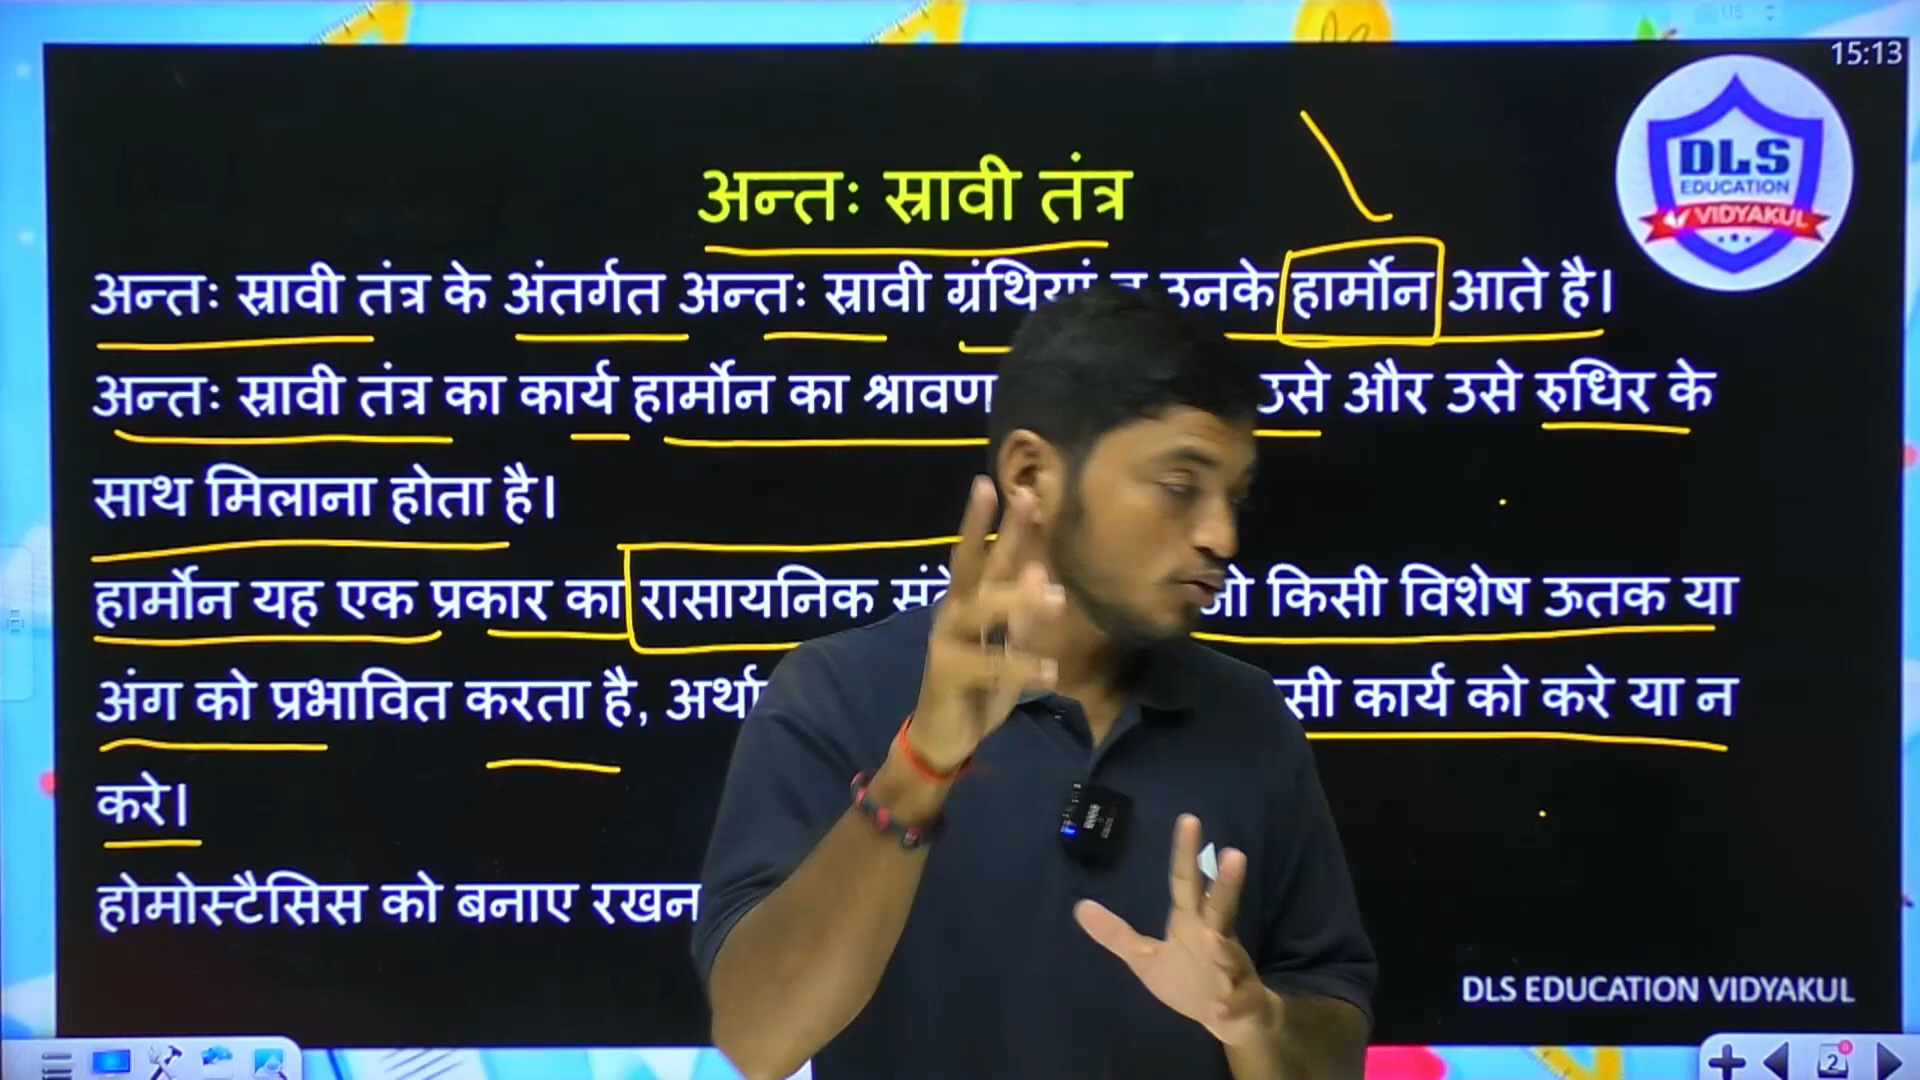 15:13
DLS
EDUCATION
VIDYAKUL
अन्तः स्रावी तंत्र
अन्तः स्रावी तंत्र के अंतर्गत अन्तः स्रावी ग्रंथियां उनके हार्मोन आते है।
अन्तः स्रावी तंत्र का कार्य हार्मोन का श्रावण उसे और उसे रुधिर के
साथ मिलाना होता है।
हार्मोन यह एक प्रकार का रासायनिक किसी विशेष ऊतक या
अंग को प्रभावित करता है, कार्य को करे या न
करे।
होमोस्टैसिस को बनाए
DLS EDUCATION VIDYAKUL
2